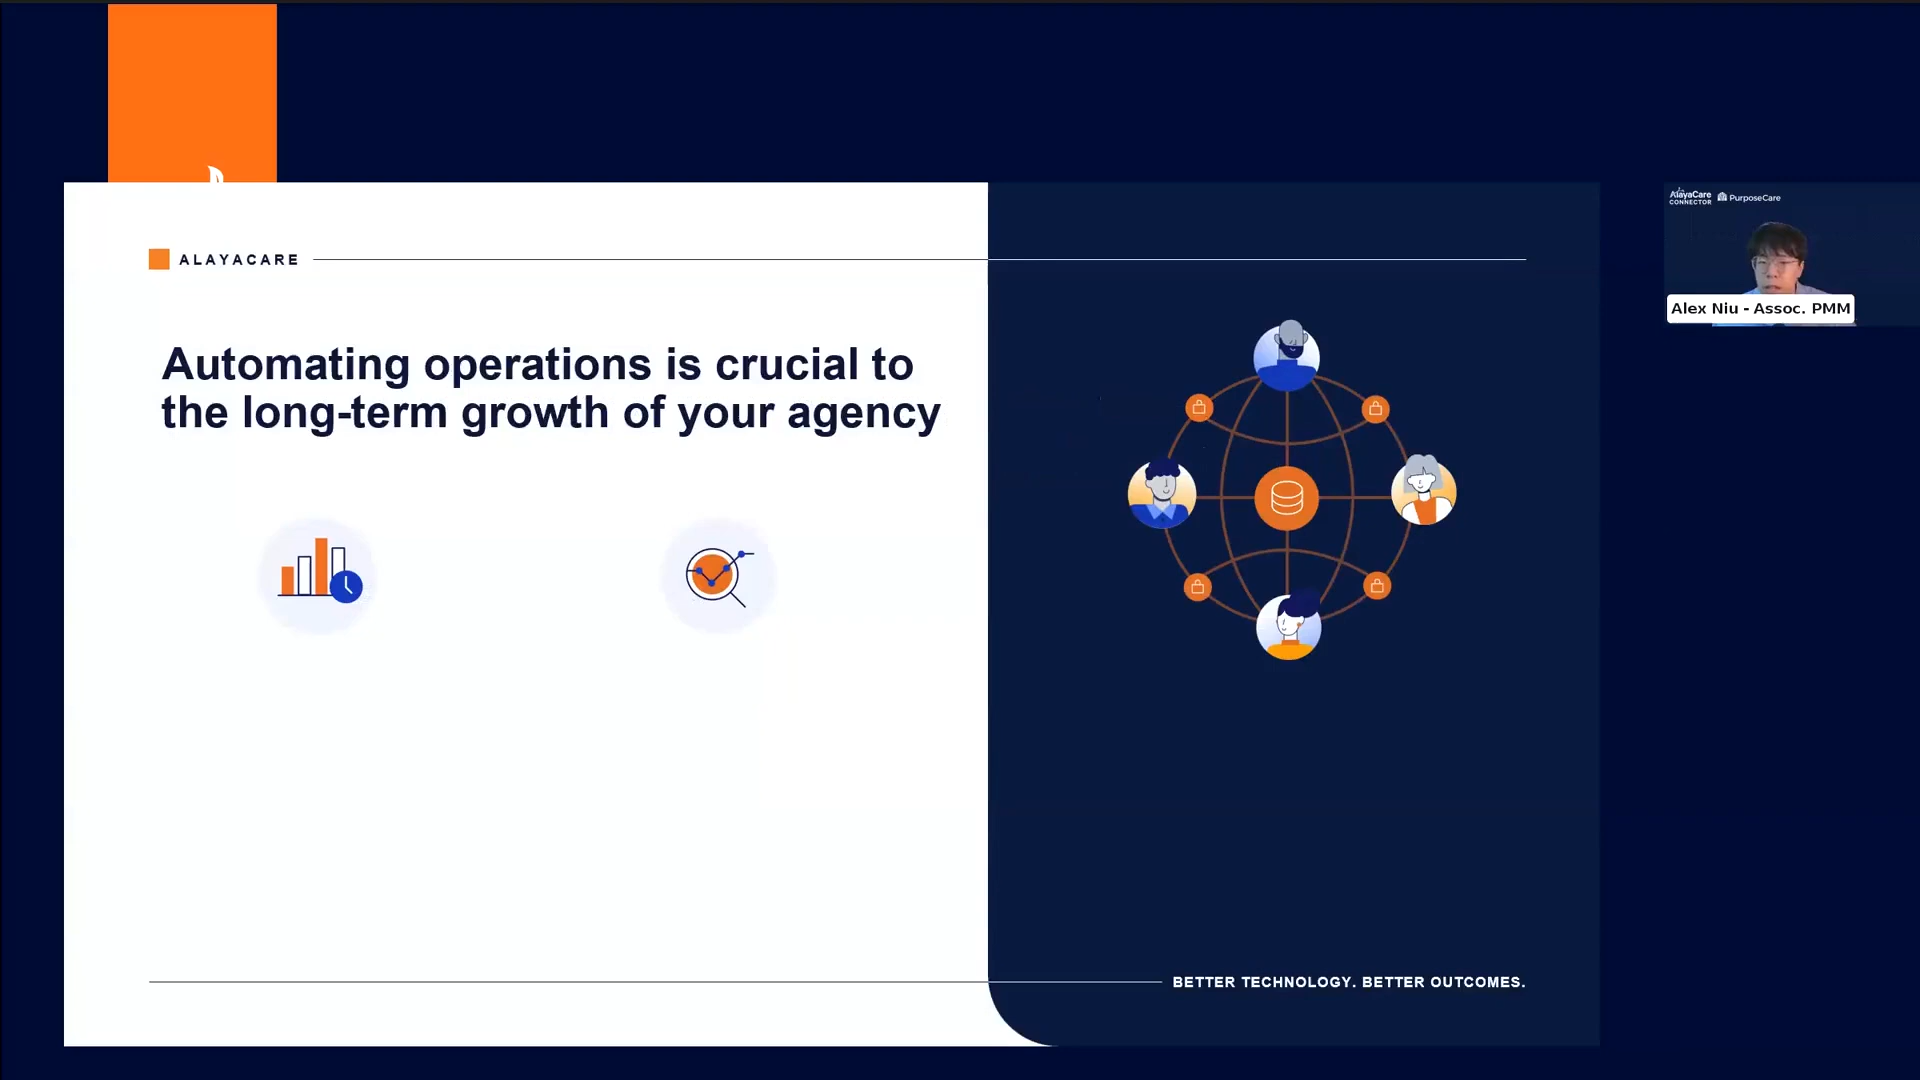 ALAYACARE
Automating operations is crucial to
the long-term growth of your agency
BETTER TECHNOLOGY. BETTER OUTCOMES.
AlayaCare
CONNECTOR
PurposeCare
Alex Niu - Assoc. PMM